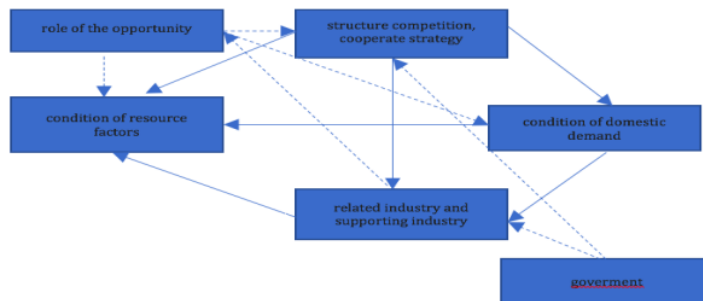 role of the opportunity
structure competition,
cooperate strategy
condition of resource
factors
condition of domestic
demand
related industry and
supporting industry
goverment